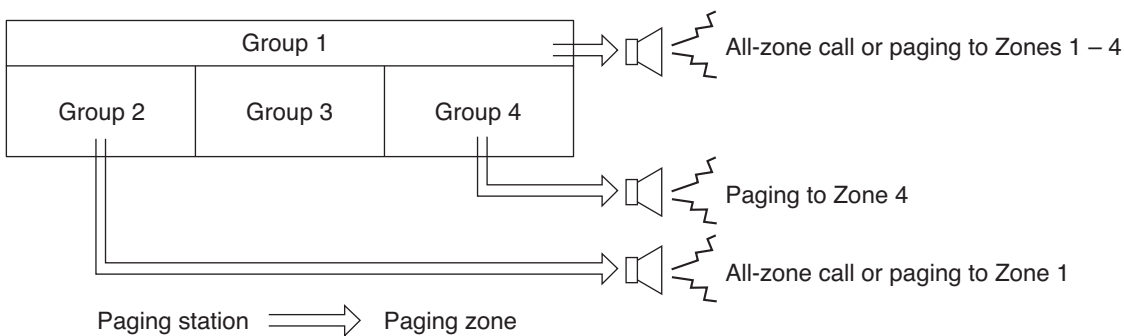 Group 1
All-zone call or paging to Zones 1 – 4
Group 2
Group 3
Group 4
Paging to Zone 4
All-zone call or paging to Zone 1
Paging station
Paging zone